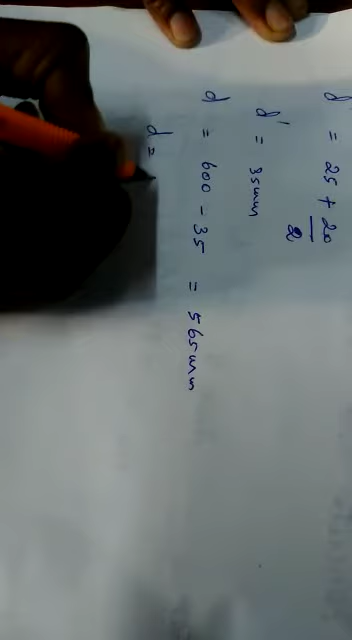 d' = 25 + 20/2
d' = 35mm
d = 600 - 35 = 565mm
d =